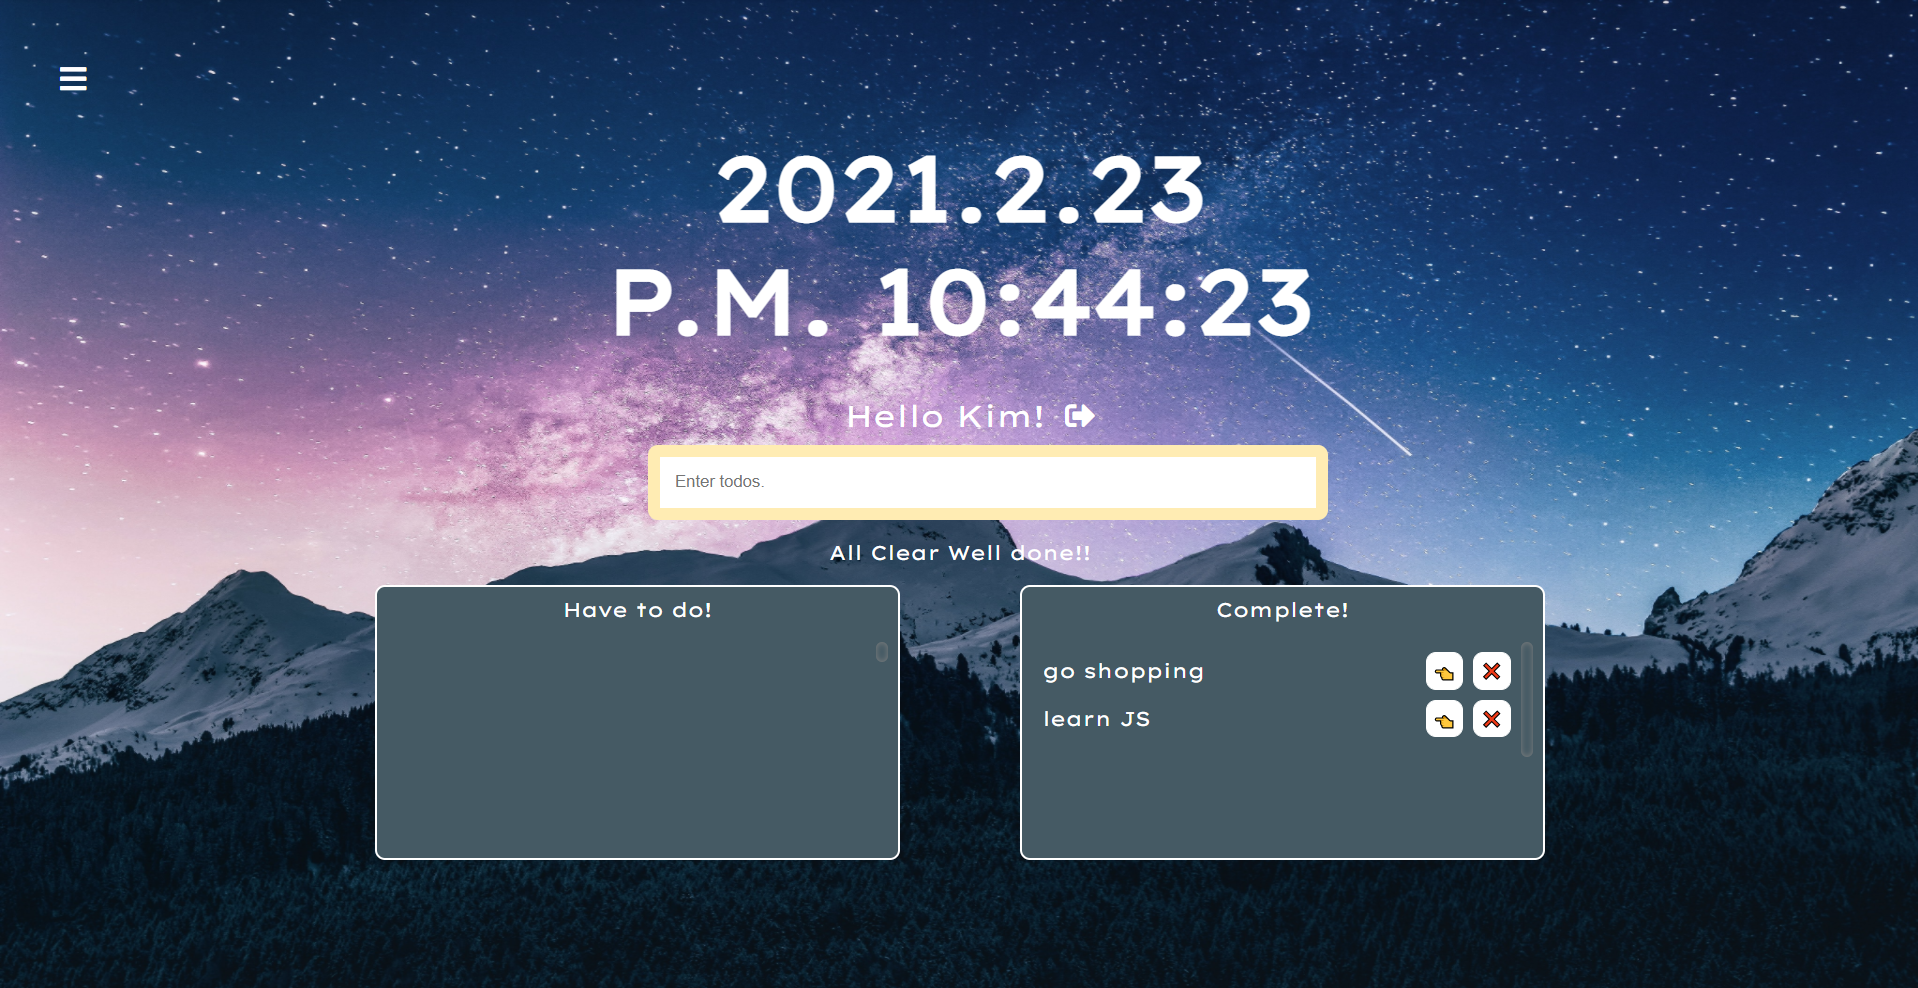 2021.2.23
P.M. 10:44:23
Hello Kim!
Enter todos.
All Clear Well done!!
Have to do!
Complete!
go shopping
learn JS